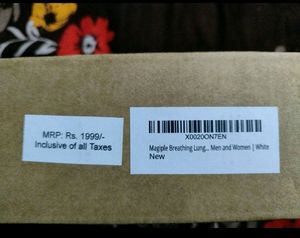 MRP: Rs. 1999/-
Inclusive of all Taxes
X0020ON7EN
Magiple Breathing Lung... Men and Women | White
New